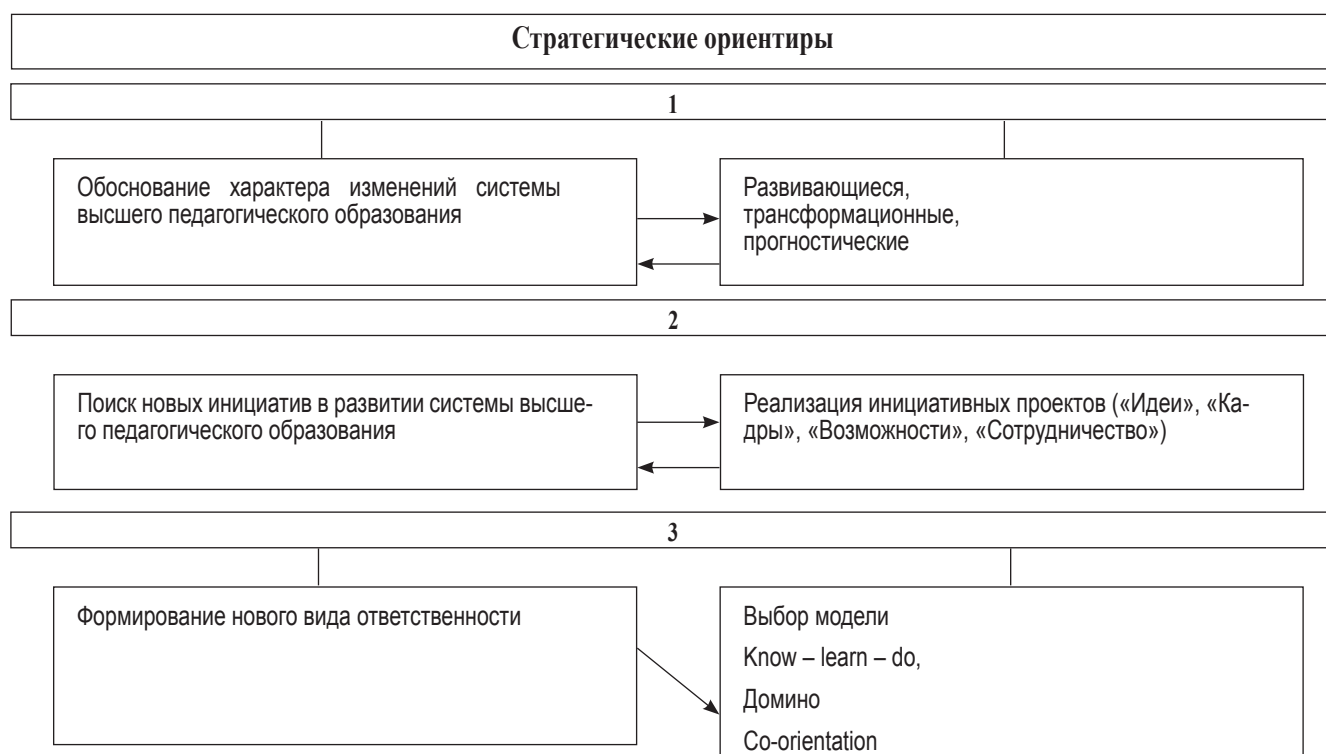 Стратегические ориентиры
1
Обоснование характера изменений системы
высшего педагогического образования
Развивающиеся,
трансформационные,
прогностические
2
Поиск новых инициатив в развитии системы высше-
го педагогического образования
Реализация инициативных проектов («Идеи», «Ка-
дры», «Возможности», «Сотрудничество»)
3
Формирование нового вида ответственности
Выбор модели
Know – learn – do,
Домино
Co-orientation